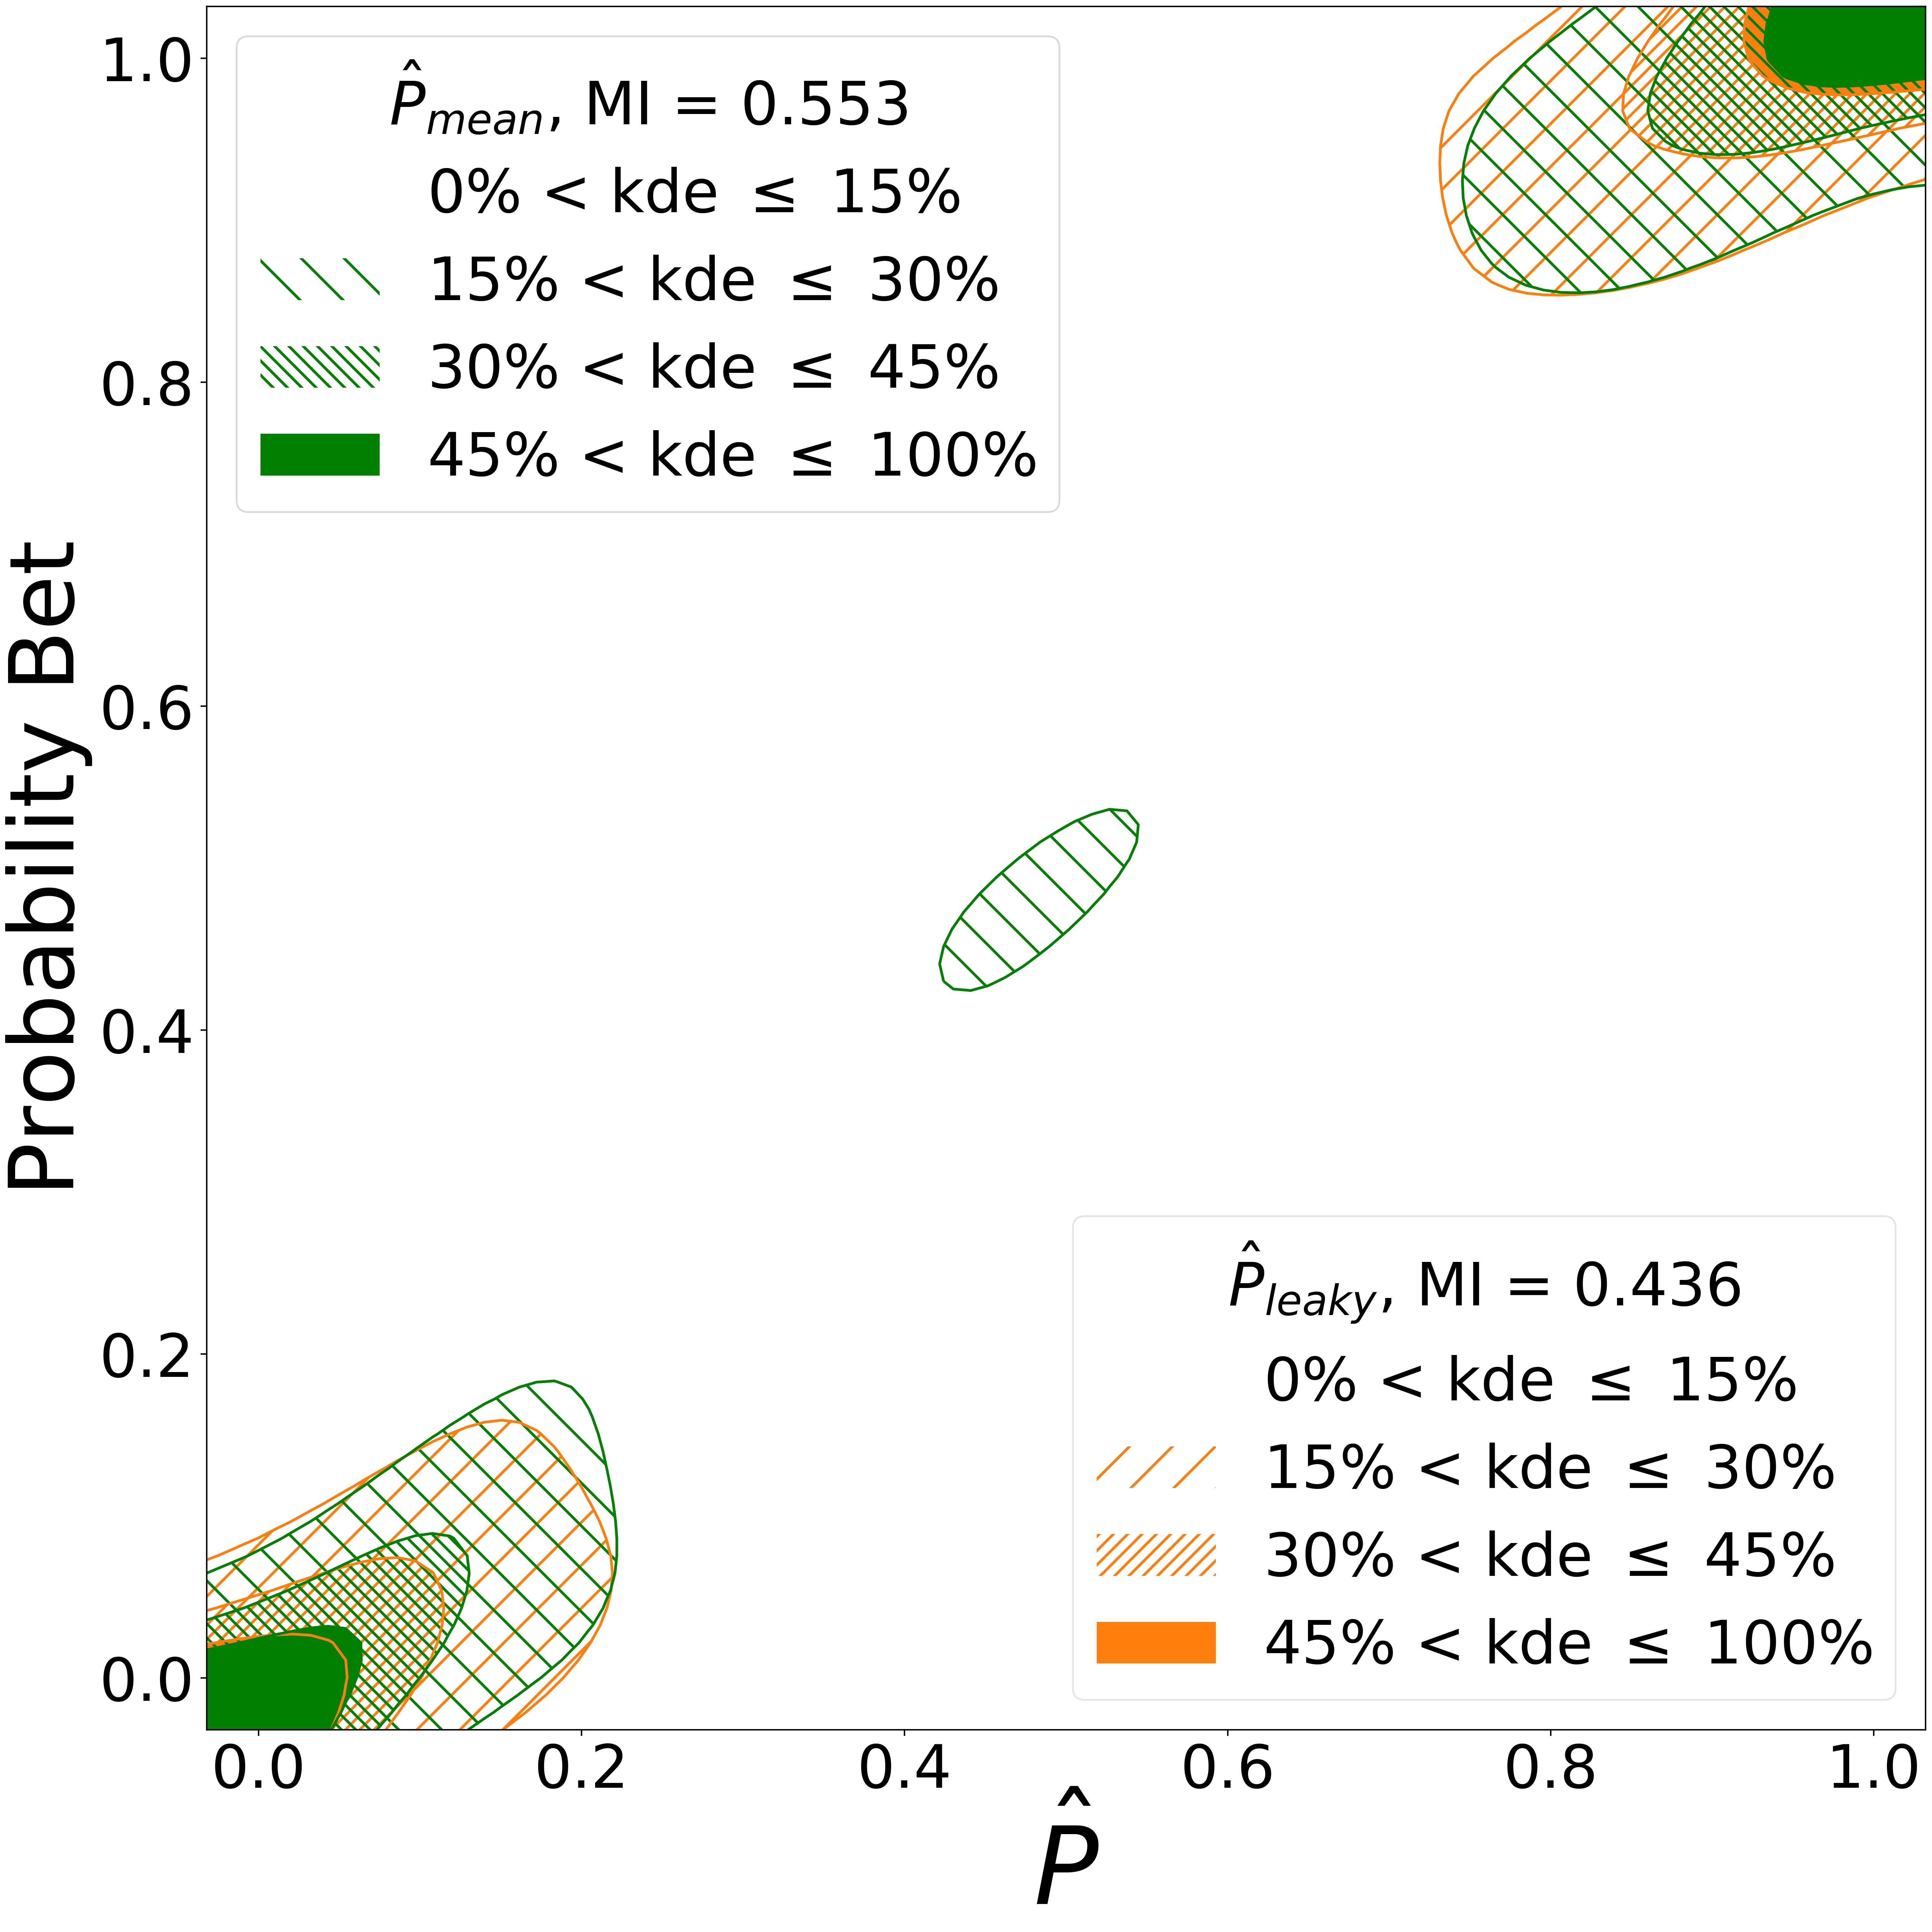 1.0
0.8
0.6
0.4
0.2
0.0
Probability Bet
P̂mean, MI = 0.553
0% < kde ≤ 15%
15% < kde ≤ 30%
30% < kde ≤ 45%
45% < kde ≤ 100%
P̂leaky, MI = 0.436
0% < kde ≤ 15%
15% < kde ≤ 30%
30% < kde ≤ 45%
45% < kde ≤ 100%
0.0 0.2 0.4 0.6 0.8 1.0
P̂